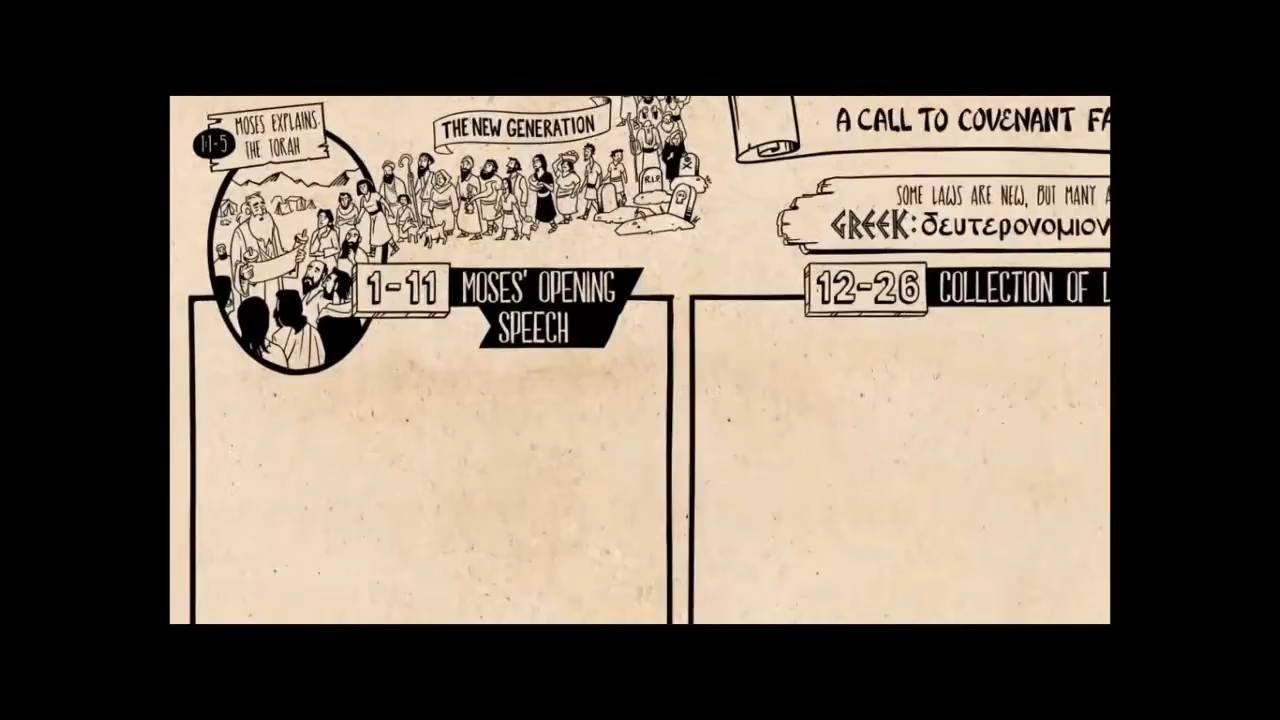 1:1-5
MOSES EXPLAINS
THE TORAH
THE NEW GENERATION
RIP
A CALL TO COVENANT FA
SOME LAWS ARE NEW, BUT MANY A
GREEK: δευτερονομιον
1-11
MOSES' OPENING
SPEECH
12-26
COLLECTION OF L